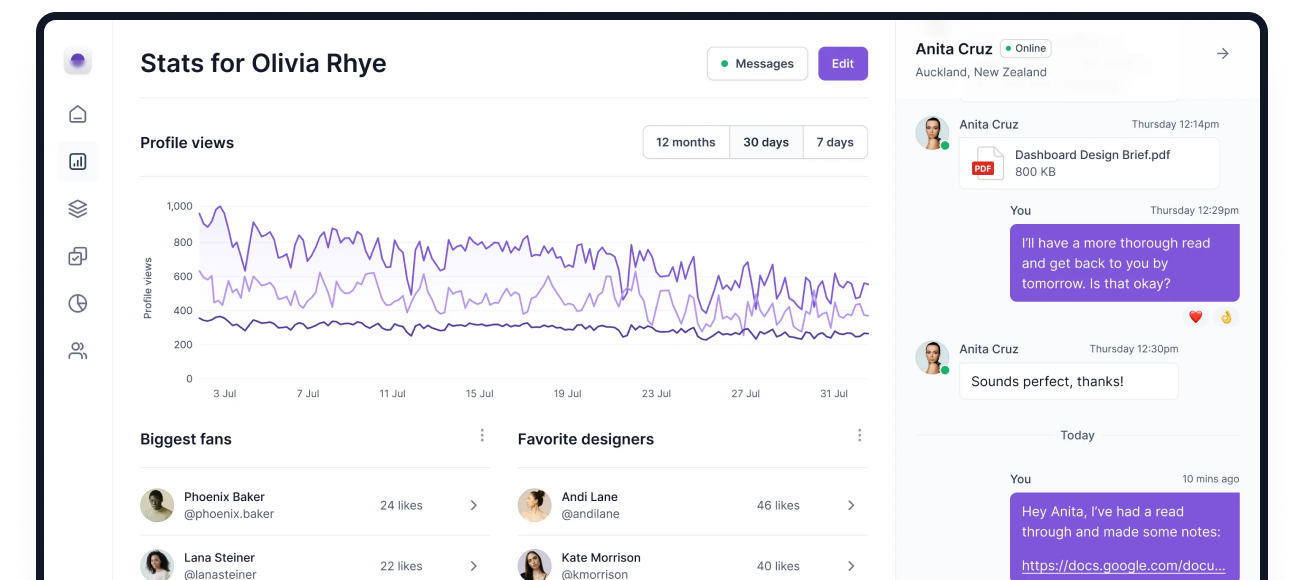 Stats for Olivia Rhye
Messages
Edit
Profile views
12 months
30 days
7 days
1,000
800
600
400
200
0
Profile views
3 Jul
7 Jul
11 Jul
15 Jul
19 Jul
23 Jul
27 Jul
31 Jul
Biggest fans
Phoenix Baker
@phoenix.baker
24 likes
Lana Steiner
@lanasteiner
22 likes
Favorite designers
Andi Lane
@andilane
46 likes
Kate Morrison
@kmorrison
40 likes
Anita Cruz
Online
Auckland, New Zealand
Anita Cruz
Thursday 12:14pm
PDF
Dashboard Design Brief.pdf
800 KB
You
Thursday 12:29pm
I’ll have a more thorough read
and get back to you by
tomorrow. Is that okay?
Anita Cruz
Thursday 12:30pm
Sounds perfect, thanks!
Today
You
10 mins ago
Hey Anita, I’ve had a read
through and made some notes:
https://docs.google.com/docu...